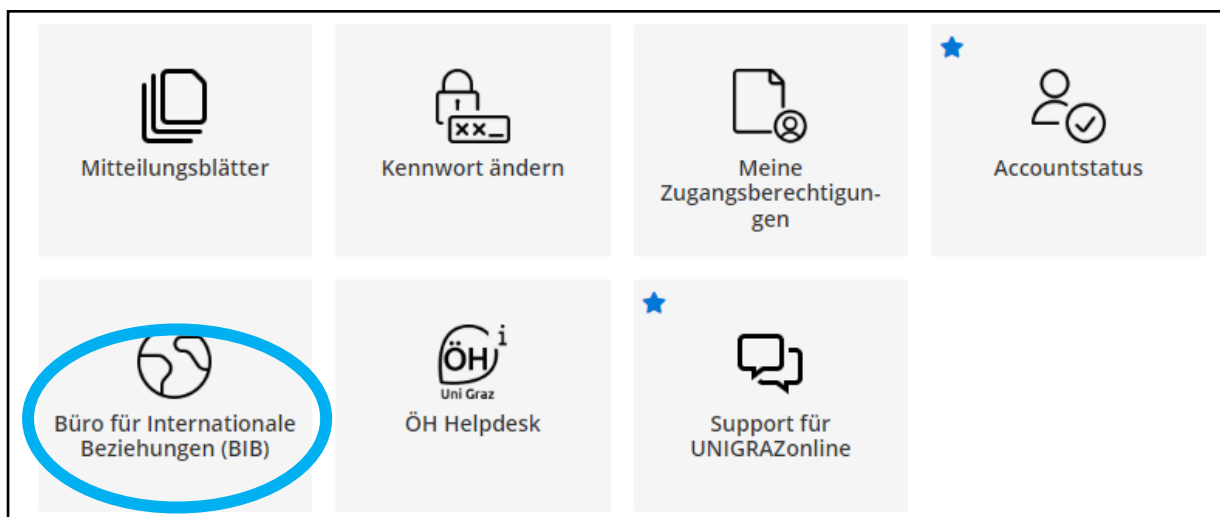 Mitteilungsblätter
xx_
Kennwort ändern
Meine
Zugangsberechtigun-
gen
Accountstatus
Büro für Internationale
Beziehungen (BIB)
ÖH i
Uni Graz
ÖH Helpdesk
Support für
UNIGRAZonline